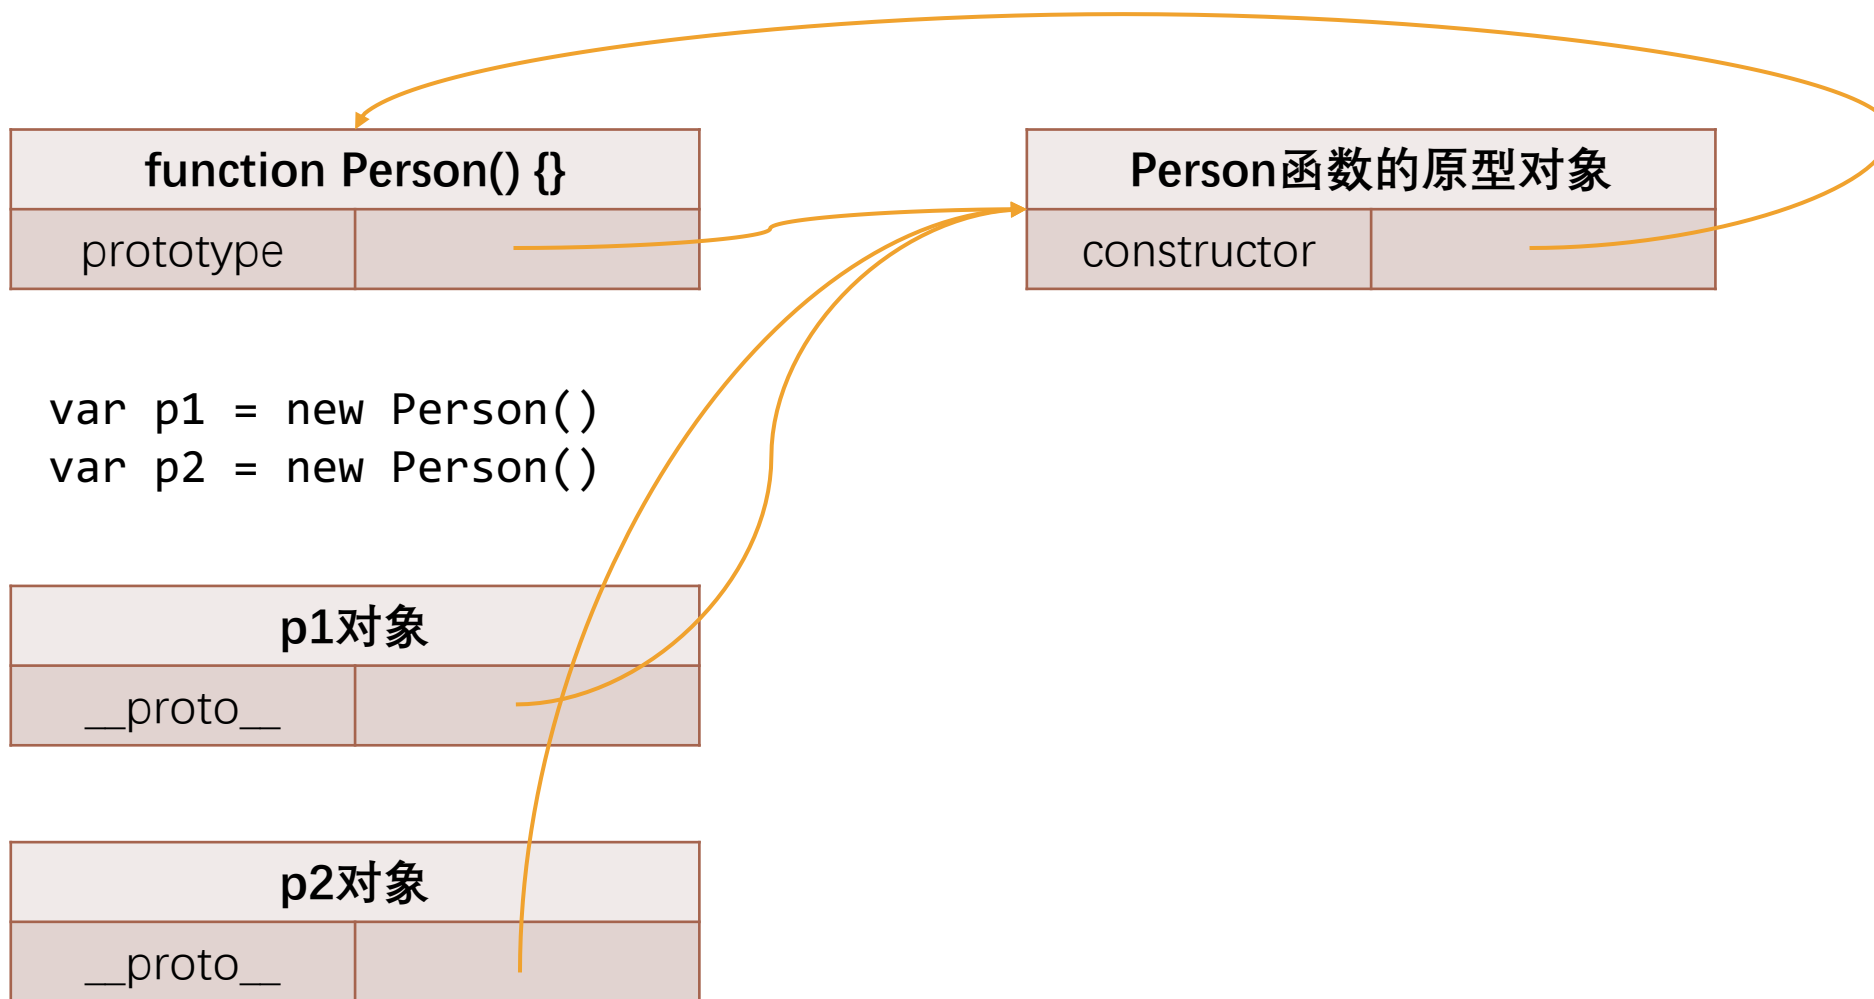 function Person() {}
prototype
Person函数的原型对象
constructor
var p1 = new Person()
var p2 = new Person()
p1对象
__proto__
p2对象
__proto__